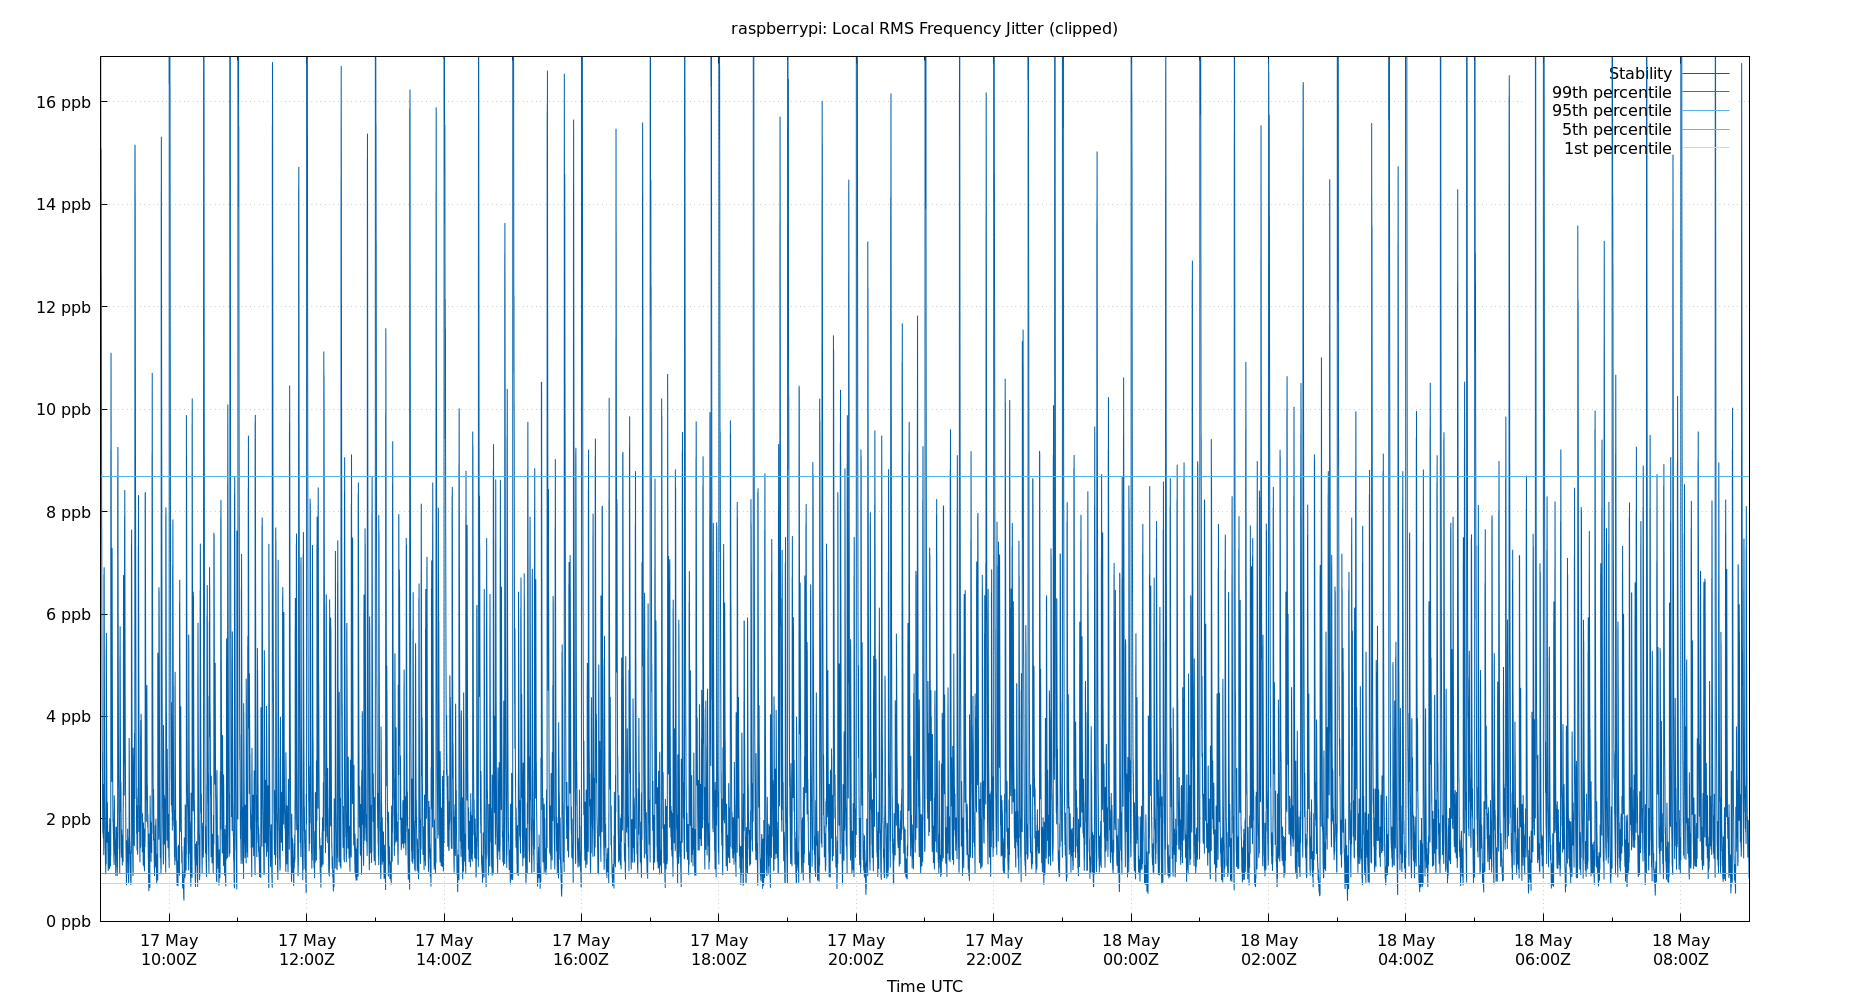 raspberrypi: Local RMS Frequency Jitter (clipped)
Stability
99th percentile
95th percentile
5th percentile
1st percentile
16 ppb
14 ppb
12 ppb
10 ppb
8 ppb
6 ppb
4 ppb
2 ppb
0 ppb
17 May 17 May 17 May 17 May 17 May 17 May 17 May 18 May 18 May 18 May 18 May 18 May
10:00Z 12:00Z 14:00Z 16:00Z 18:00Z 20:00Z 22:00Z 00:00Z 02:00Z 04:00Z 06:00Z 08:00Z
Time UTC